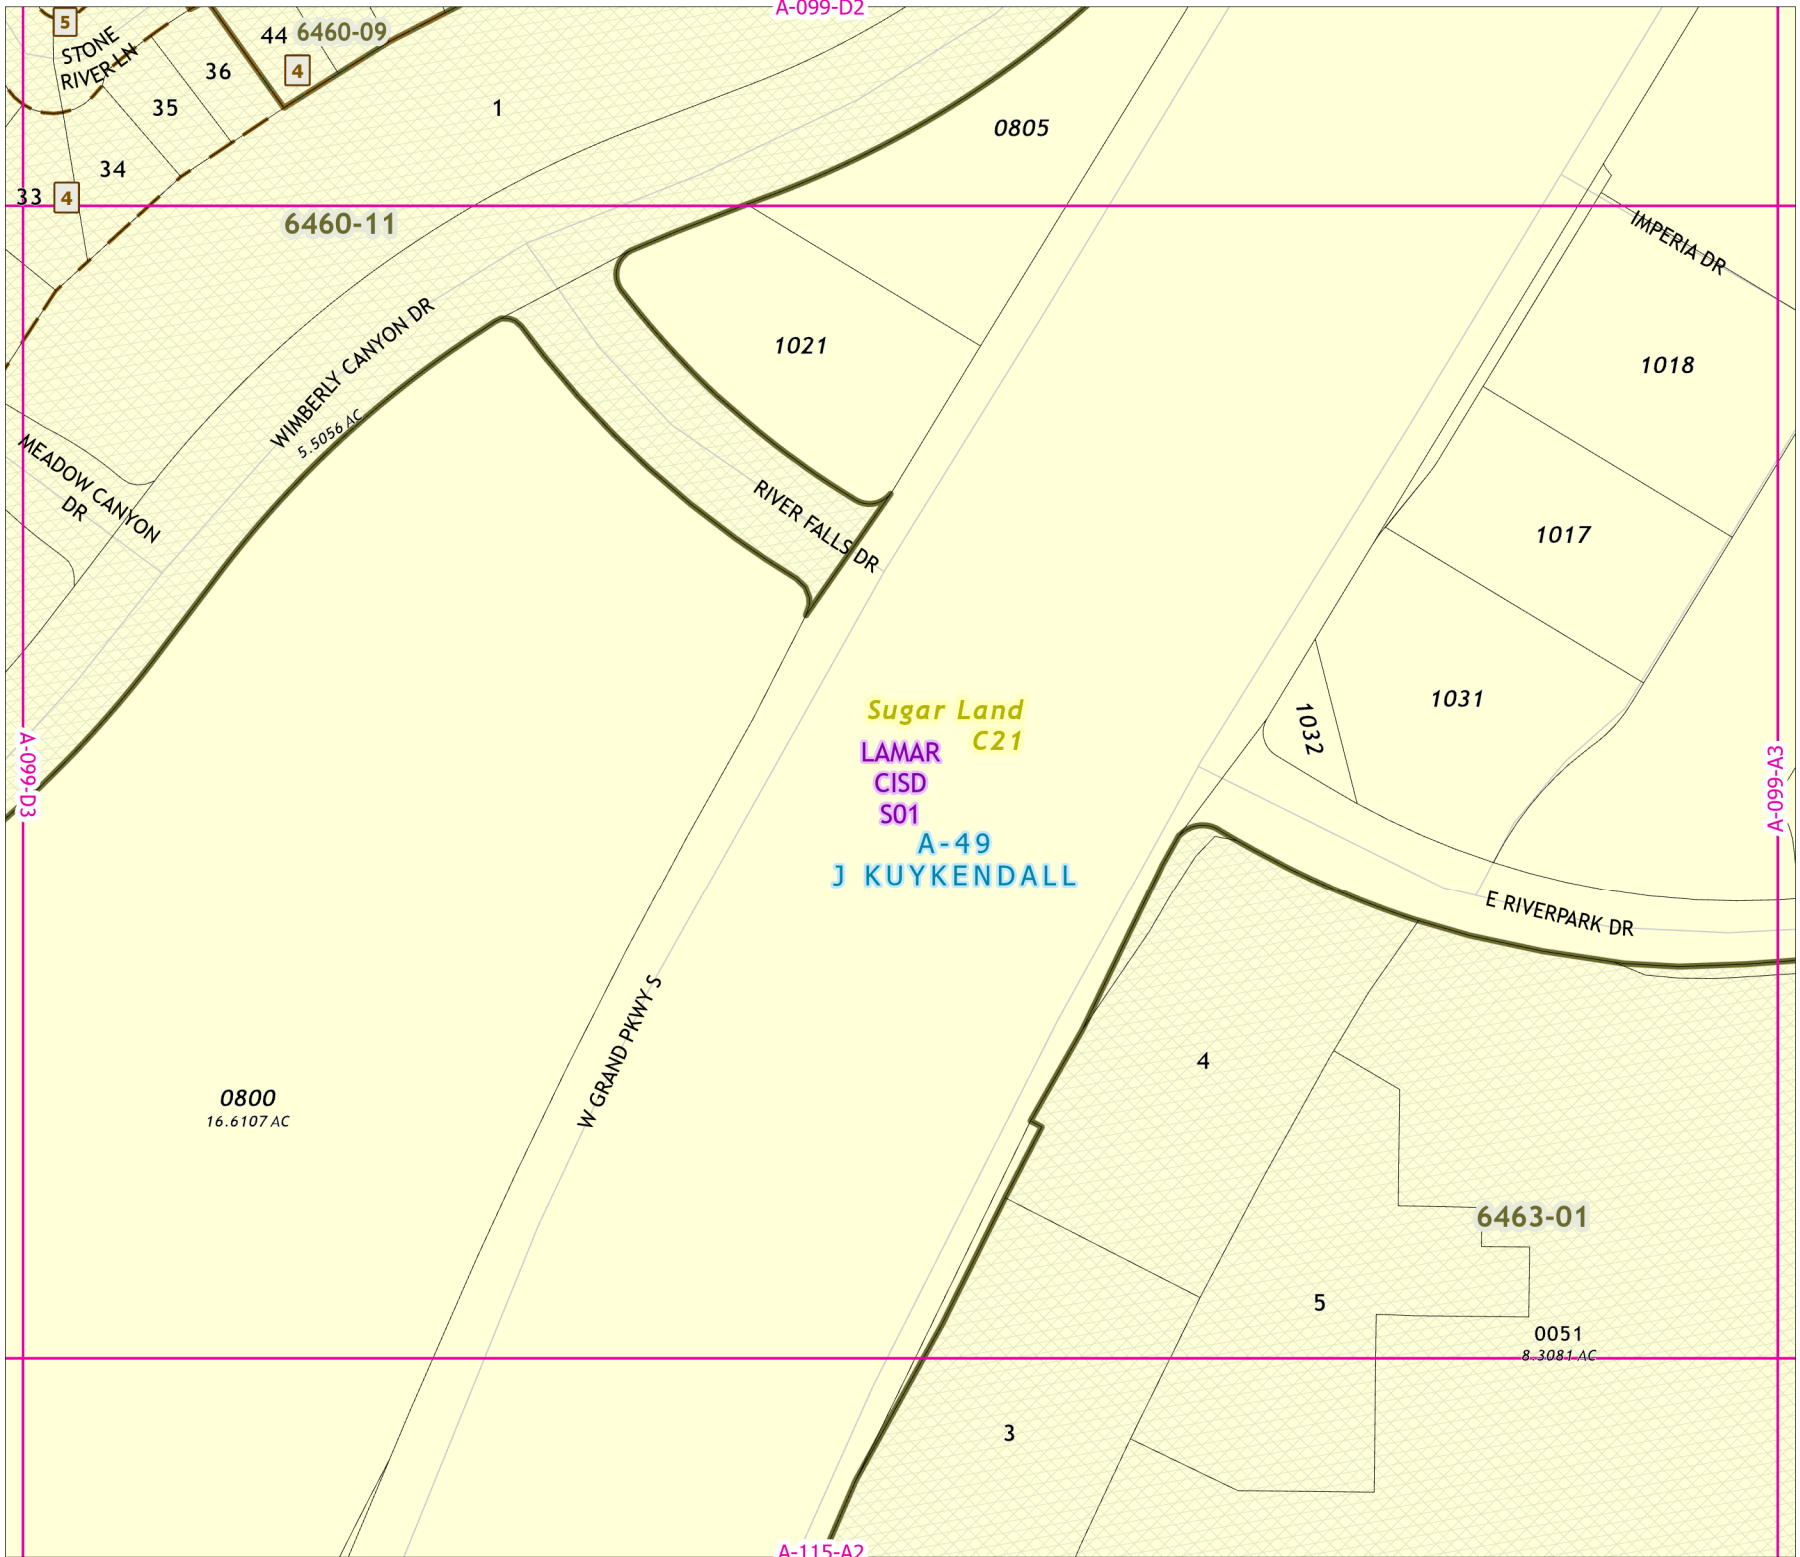 A-099-D2
5
STONE
RIVER LN
44
6460-09
4
36
35
1
34
33
4
0805
6460-11
IMPERIA DR
WIMBERLY CANYON DR
5.5056 AC
1021
1018
MEADOW CANYON
DR
RIVER FALLS DR
1017
Sugar Land
C21
LAMAR
CISD
S01
A-49
J KUYKENDALL
1032
1031
A-099-D3
A-099-A3
E RIVERPARK DR
W GRAND PKWY S
4
0800
16.6107 AC
6463-01
5
0051
8.3081 AC
3
A-115-A2